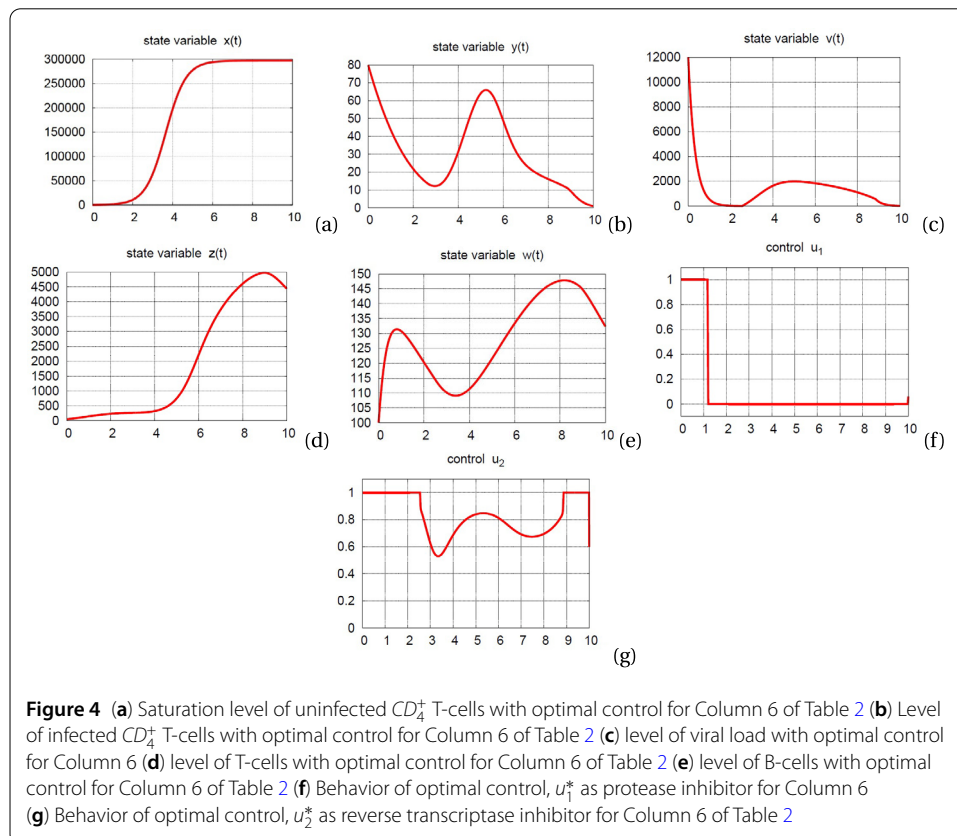 state variable x(t)
300000
250000
200000
150000
100000
50000
0
0 2 4 6 8 10
(a)
state variable y(t)
80
70
60
50
40
30
20
10
0
0 2 4 6 8 10
(b)
state variable v(t)
12000
10000
8000
6000
4000
2000
0
0 2 4 6 8 10
(c)
state variable z(t)
5000
4500
4000
3500
3000
2500
2000
1500
1000
500
0
0 2 4 6 8 10
(d)
state variable w(t)
150
145
140
135
130
125
120
115
110
105
100
0 2 4 6 8 10
(e)
control u₁
1
0.8
0.6
0.4
0.2
0
0 1 2 3 4 5 6 7 8 9 10
(f)
control u₂
1
0.8
0.6
0.4
0.2
0
0 1 2 3 4 5 6 7 8 9 10
(g)
Figure 4 (a) Saturation level of uninfected CD₄⁺ T-cells with optimal control for Column 6 of Table 2 (b) Level
of infected CD₄⁺ T-cells with optimal control for Column 6 of Table 2 (c) level of viral load with optimal control
for Column 6 (d) level of T-cells with optimal control for Column 6 of Table 2 (e) level of B-cells with optimal
control for Column 6 of Table 2 (f) Behavior of optimal control, u₁* as protease inhibitor for Column 6
(g) Behavior of optimal control, u₂* as reverse transcriptase inhibitor for Column 6 of Table 2